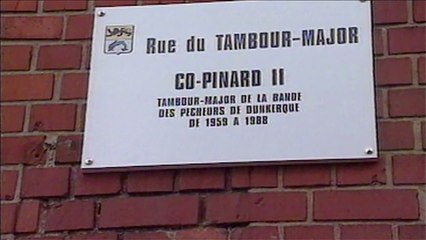 Rue du TAMBOUR-MAJOR
CO-PINARD II
TAMBOUR-MAJOR DE LA BANDE
DES PECHEURS DE DUNKERQUE
DE 1959 A 1988